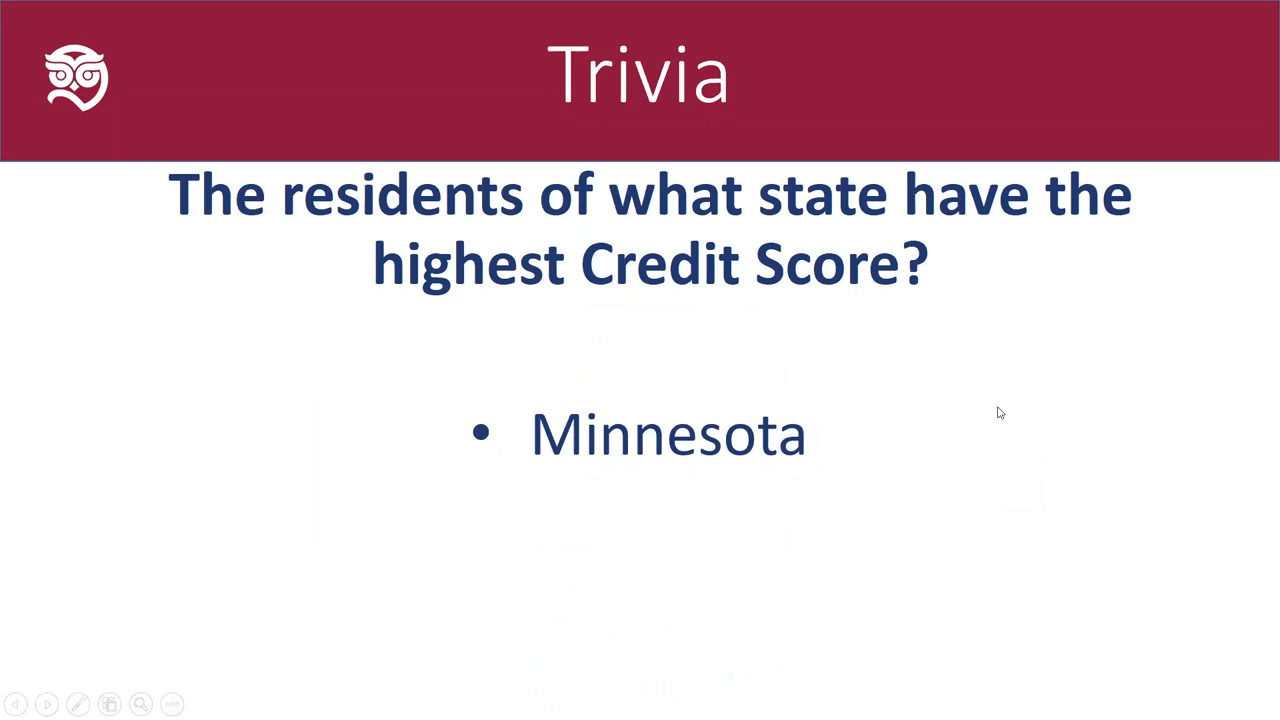 Trivia
The residents of what state have the
highest Credit Score?
• Minnesota